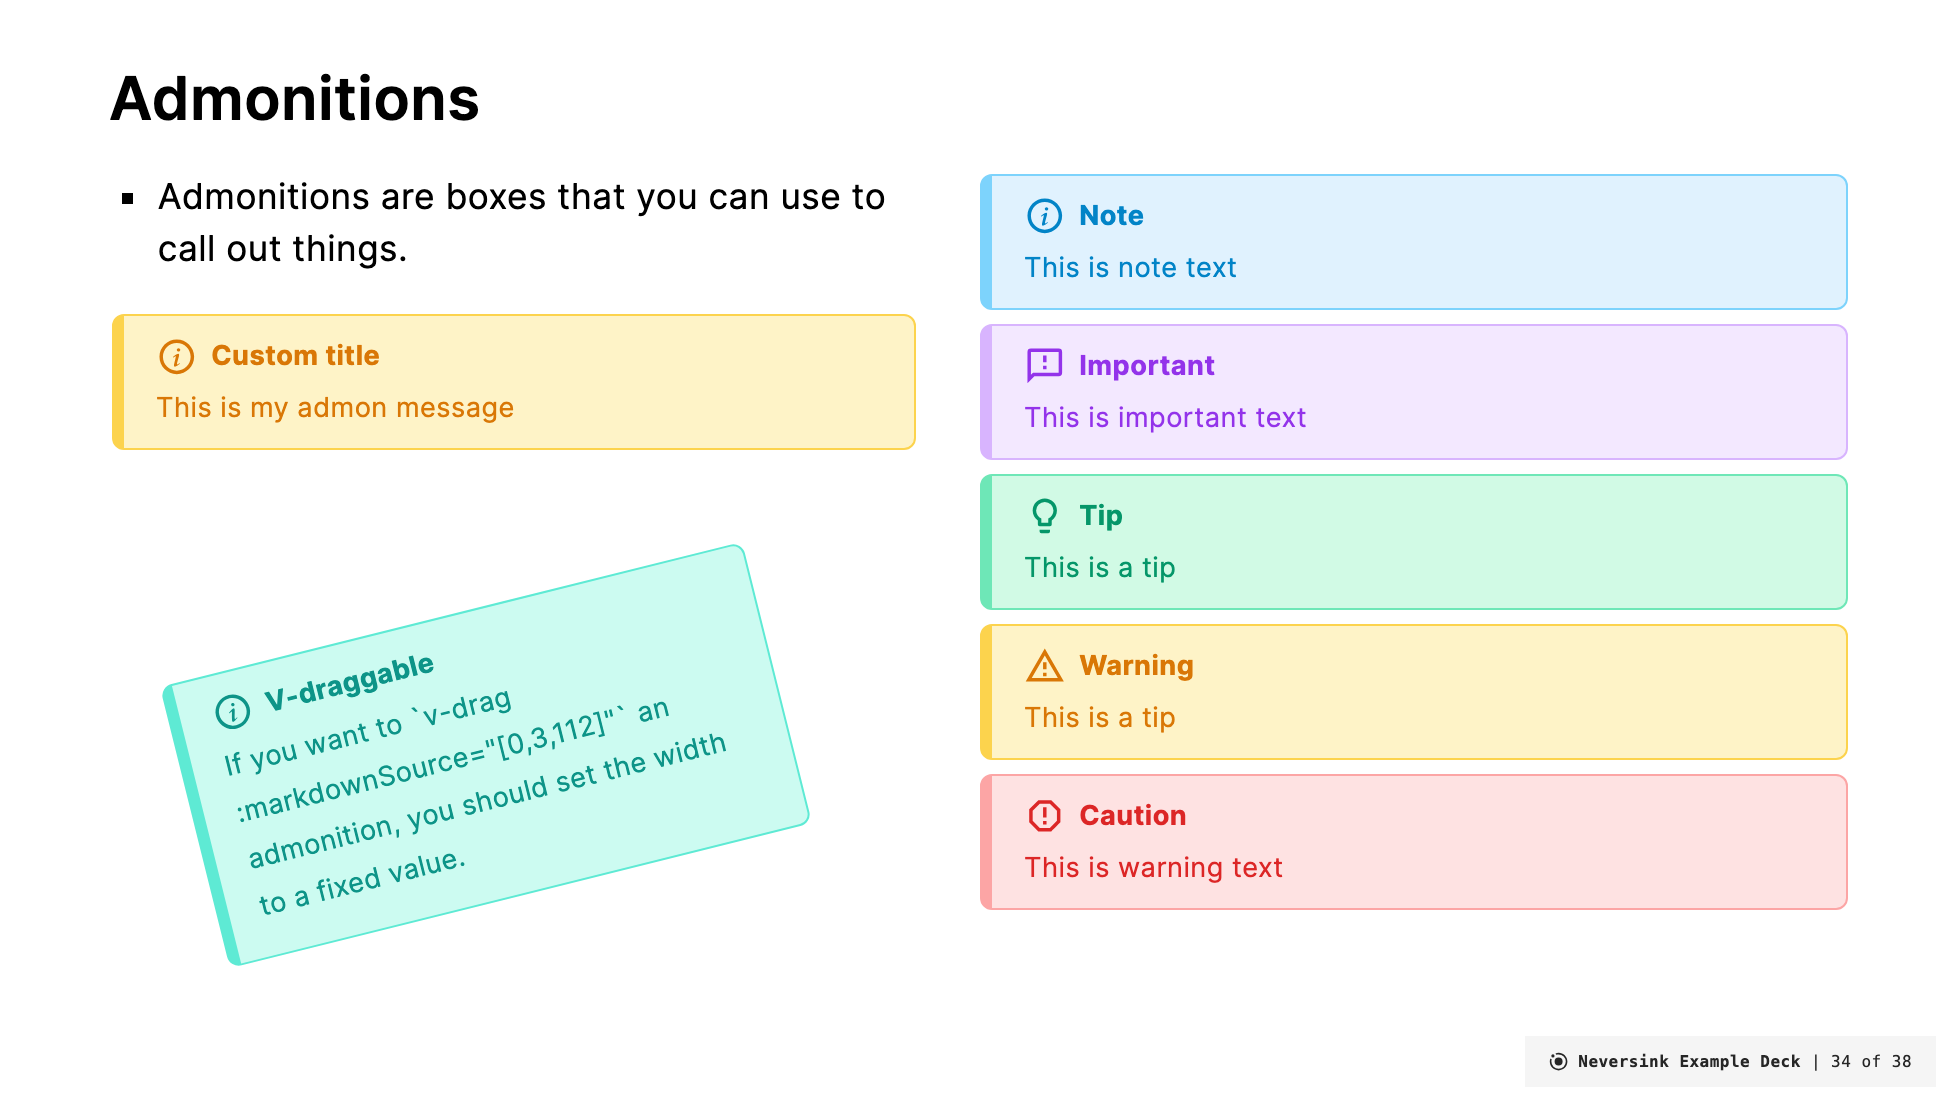 Admonitions
▪ Admonitions are boxes that you can use to
call out things.
Custom title
This is my admon message
V-draggable
If you want to `v-drag
:markdownSource="[0,3,112]"` an
admonition, you should set the width
to a fixed value.
Note
This is note text
Important
This is important text
Tip
This is a tip
Warning
This is a tip
Caution
This is warning text
Neversink Example Deck | 34 of 38